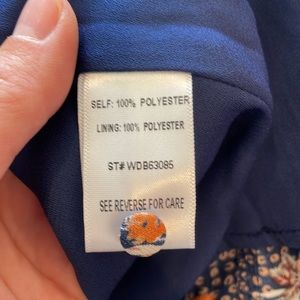 SELF: 100% POLYESTER
LINING: 100% POLYESTER
ST# WDB63085
SEE REVERSE FOR CARE